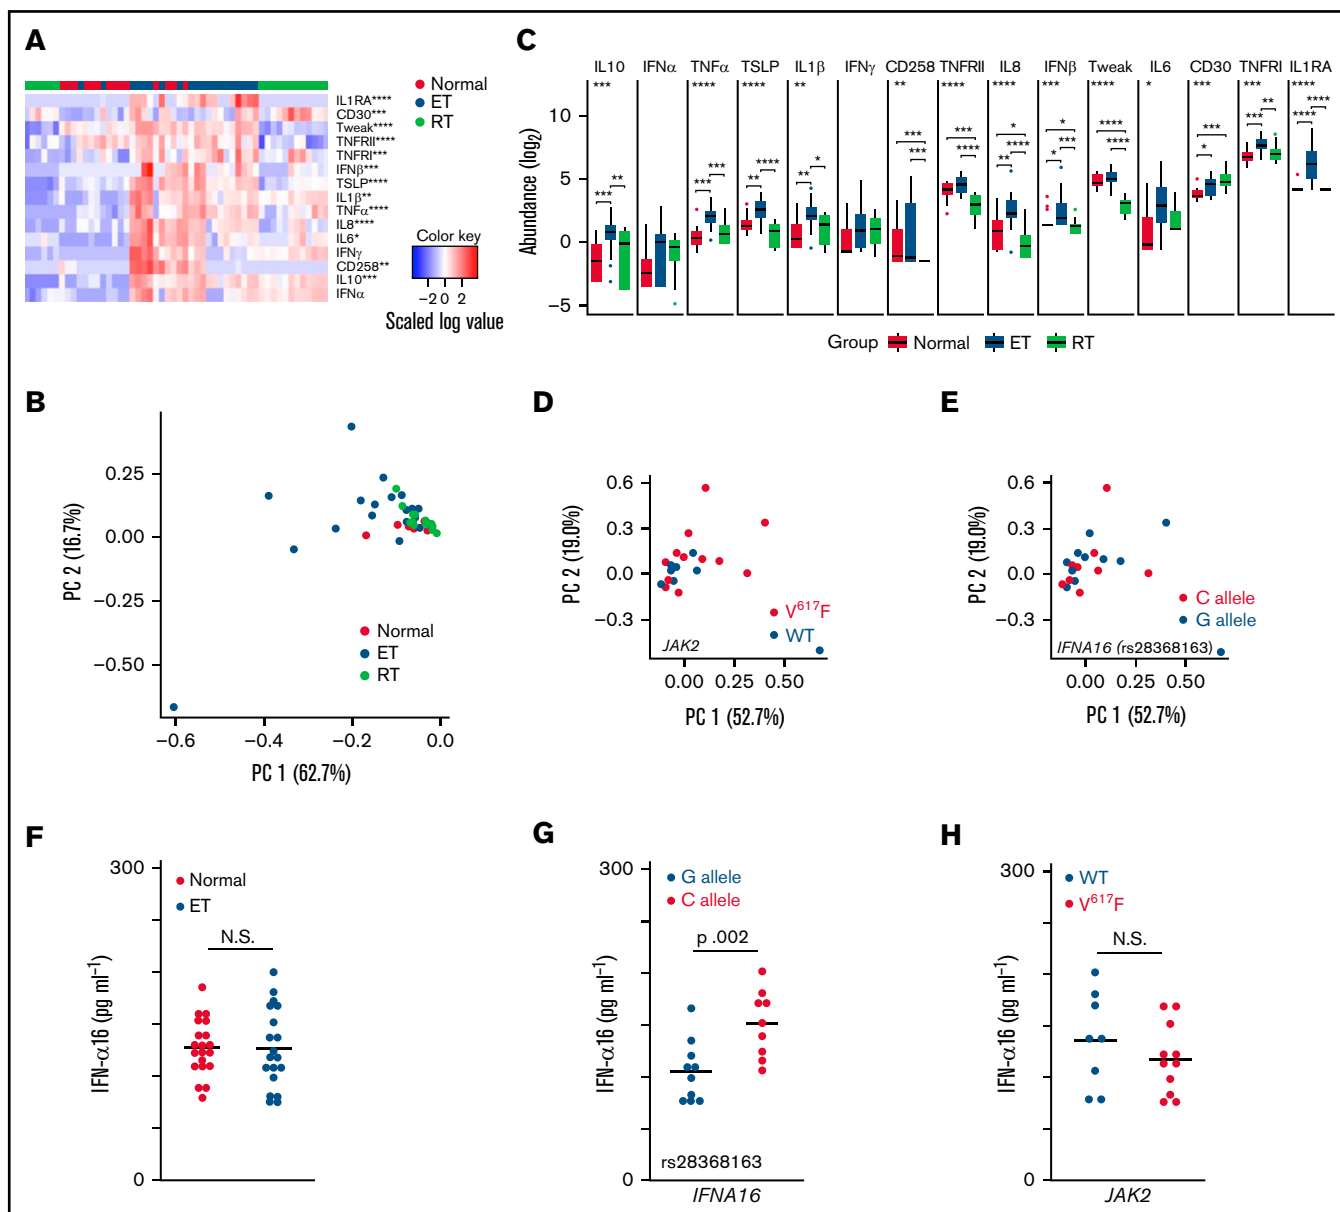 A
Normal
ET
RT
IL1RA****
CD30***
Tweak****
TNFRII****
TNFRI***
IFNβ***
TSLP****
IL1β**
TNFα****
IL8****
IL6*
IFNγ
CD258**
IL10***
IFNα
Color key
−2 0 2
Scaled log value
C
IL10 IFNα TNFα TSLP IL1β IFNγ CD258 TNFRII IL8 IFNβ Tweak IL6 CD30 TNFRI IL1RA
*** **** **** ** ** **** **** *** **** * *** *** ****
*** **
*** ***
** ****
** *
*** ***
*** ****
* **** **
* *** *
**** ****
*** *
** ***
**** ****
Abundance (log2)
10
5
0
−5
Group Normal ET RT
B
PC 2 (16.7%)
0.25
0.00
−0.25
−0.50
Normal
ET
RT
−0.6 −0.4 −0.2 0.0
PC 1 (62.7%)
D
PC 2 (19.0%)
0.6
0.3
0.0
−0.3
V617F
WT
JAK2
0.00 0.25 0.50
PC 1 (52.7%)
E
PC 2 (19.0%)
0.6
0.3
0.0
−0.3
C allele
G allele
IFNA16 (rs28368163)
0.00 0.25 0.50
PC 1 (52.7%)
F
IFN-α16 (pg ml−1)
300
0
Normal
ET
N.S.
G
IFN-α16 (pg ml−1)
300
0
G allele
C allele
p .002
rs28368163
IFNA16
H
IFN-α16 (pg ml−1)
300
0
WT
V617F
N.S.
JAK2